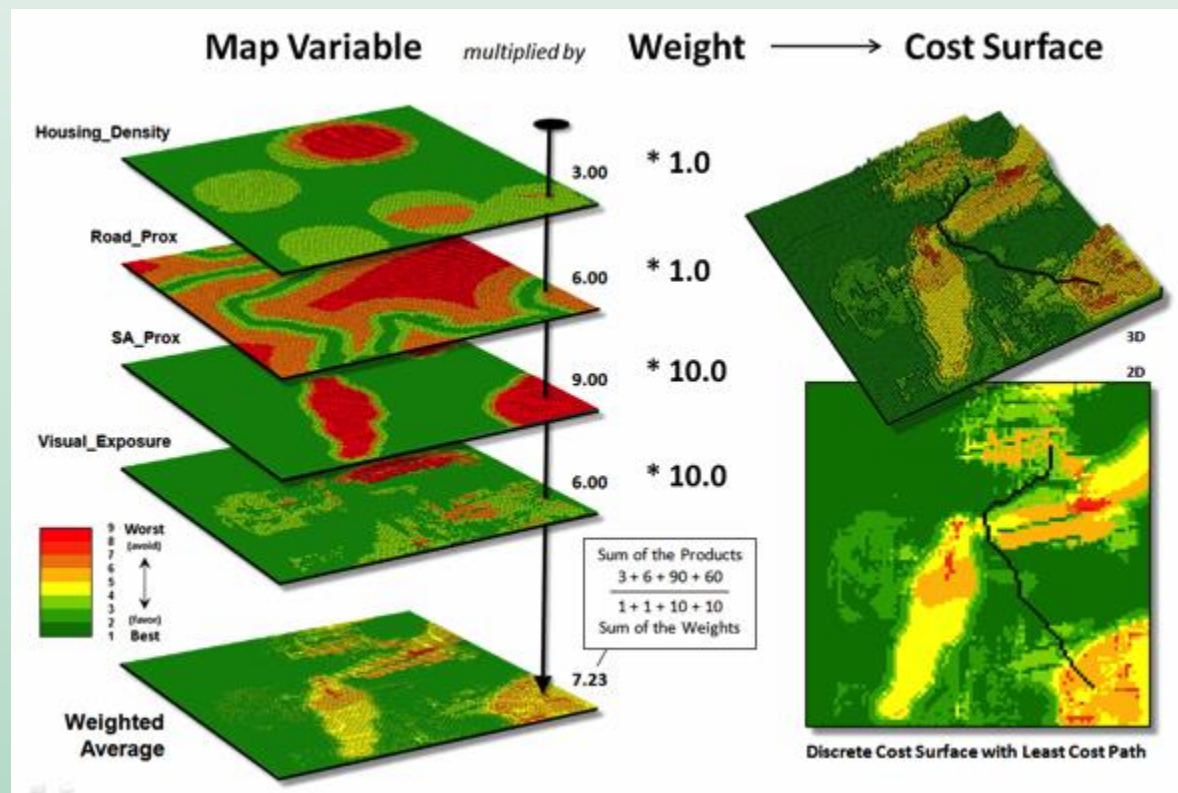 Map Variable multiplied by Weight → Cost Surface
Housing_Density
3.00 * 1.0
Road_Prox
6.00 * 1.0
SA_Prox
9.00 * 10.0
Visual_Exposure
6.00 * 10.0
3D
2D
9 Worst
8 (avoid)
7
6
5
4
3 (favor)
2 Best
1
Sum of the Products
3 + 6 + 90 + 60
1 + 1 + 10 + 10
Sum of the Weights
7.23
Weighted
Average
Discrete Cost Surface with Least Cost Path